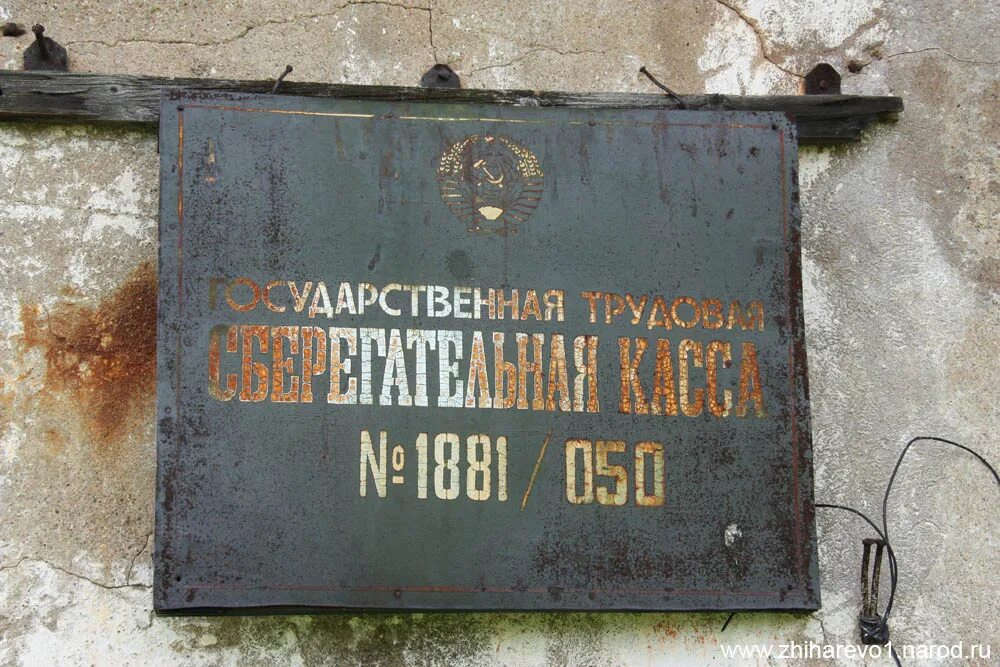 ГОСУДАРСТВЕННАЯ ТРУДОВАЯ
СБЕРЕГАТЕЛЬНАЯ КАССА
№ 1881 / 050
www.zhiharevo1.narod.ru